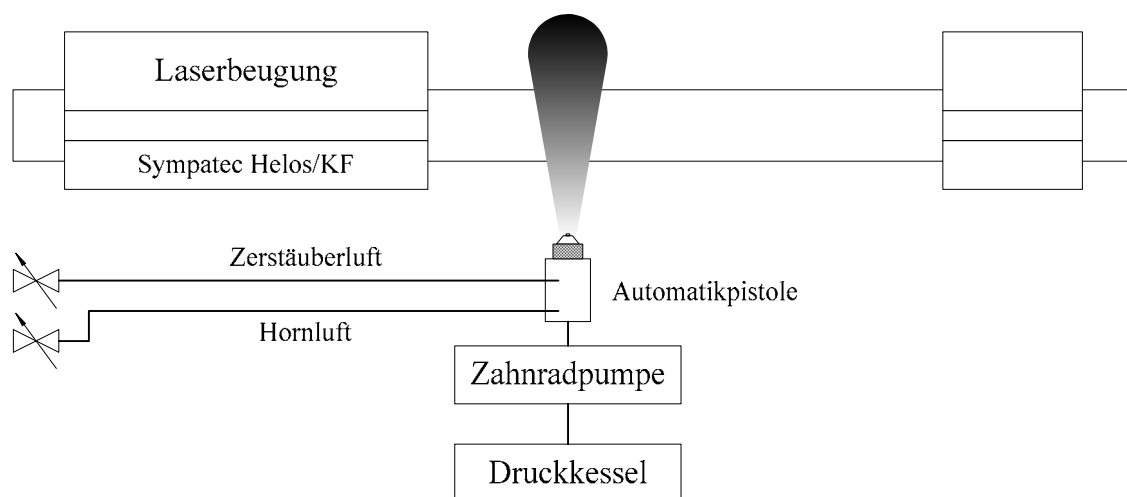 Laserbeugung
Sympatec Helos/KF
Zerstäuberluft
Automatikpistole
Hornluft
Zahnradpumpe
Druckkessel